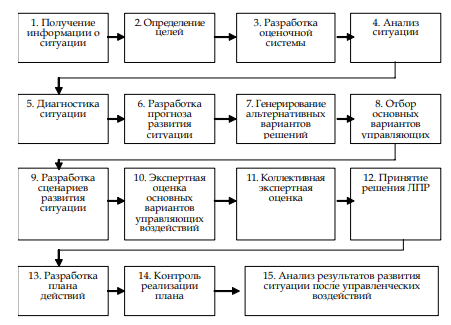 1. Получение
информации о
ситуации
2. Определение
целей
3. Разработка
оценочной
системы
4. Анализ
ситуации
5. Диагностика
ситуации
6. Разработка
прогноза
развития
ситуации
7. Генерирование
альтернативных
вариантов
решений
8. Отбор
основных
вариантов
управляющих
9. Разработка
сценариев
развития
ситуации
10. Экспертная
оценка
основных
вариантов
управляющих
воздействий
11. Коллективная
экспертная
оценка
12. Принятие
решения ЛПР
13. Разработка
плана
действий
14. Контроль
реализации
плана
15. Анализ результатов развития
ситуации после управленческих
воздействий